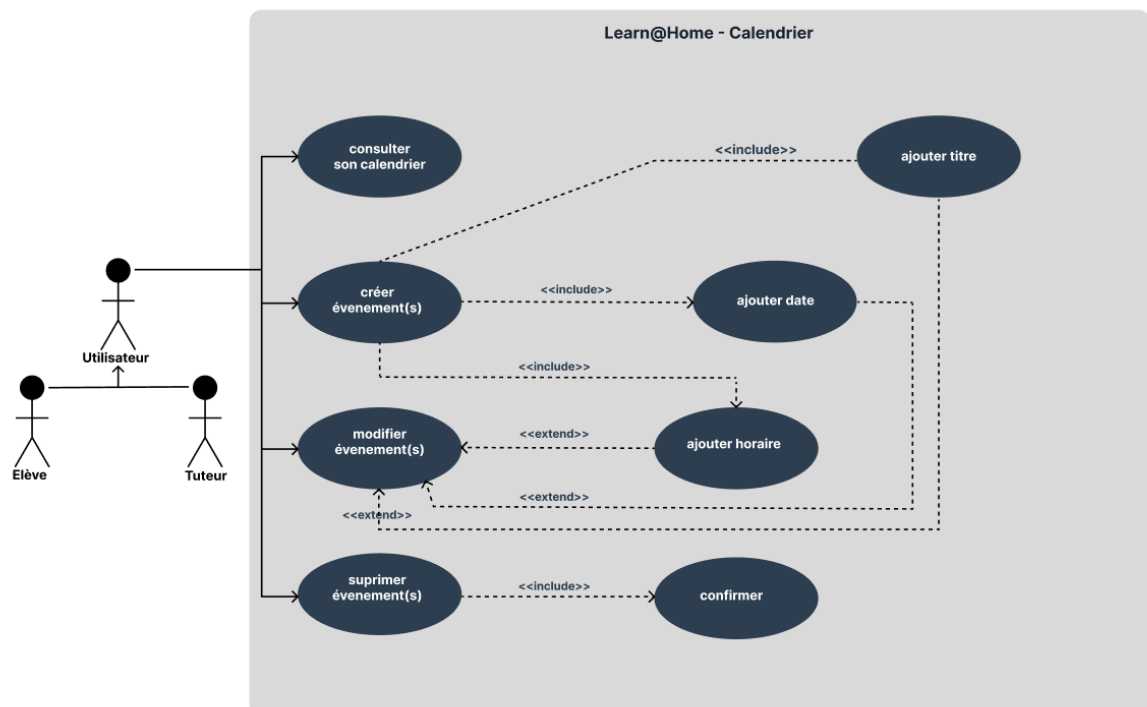 Learn@Home - Calendrier
consulter
son calendrier
<<include>>
ajouter titre
créer
évenement(s)
<<include>>
ajouter date
Utilisateur
<<include>>
modifier
évenement(s)
<<extend>>
ajouter horaire
Elève
Tuteur
<<extend>>
<<extend>>
suprimer
évenement(s)
<<include>>
confirmer